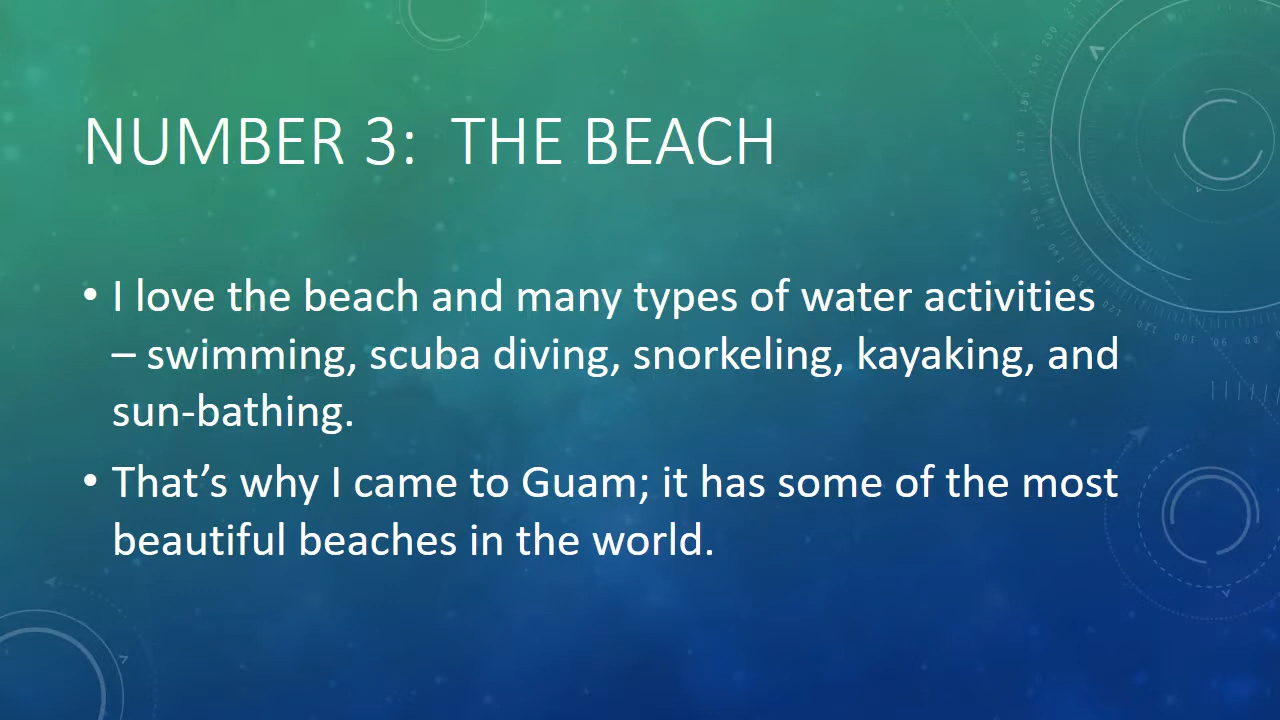 NUMBER 3:  THE BEACH
• I love the beach and many types of water activities
– swimming, scuba diving, snorkeling, kayaking, and
sun-bathing.
• That’s why I came to Guam; it has some of the most
beautiful beaches in the world.